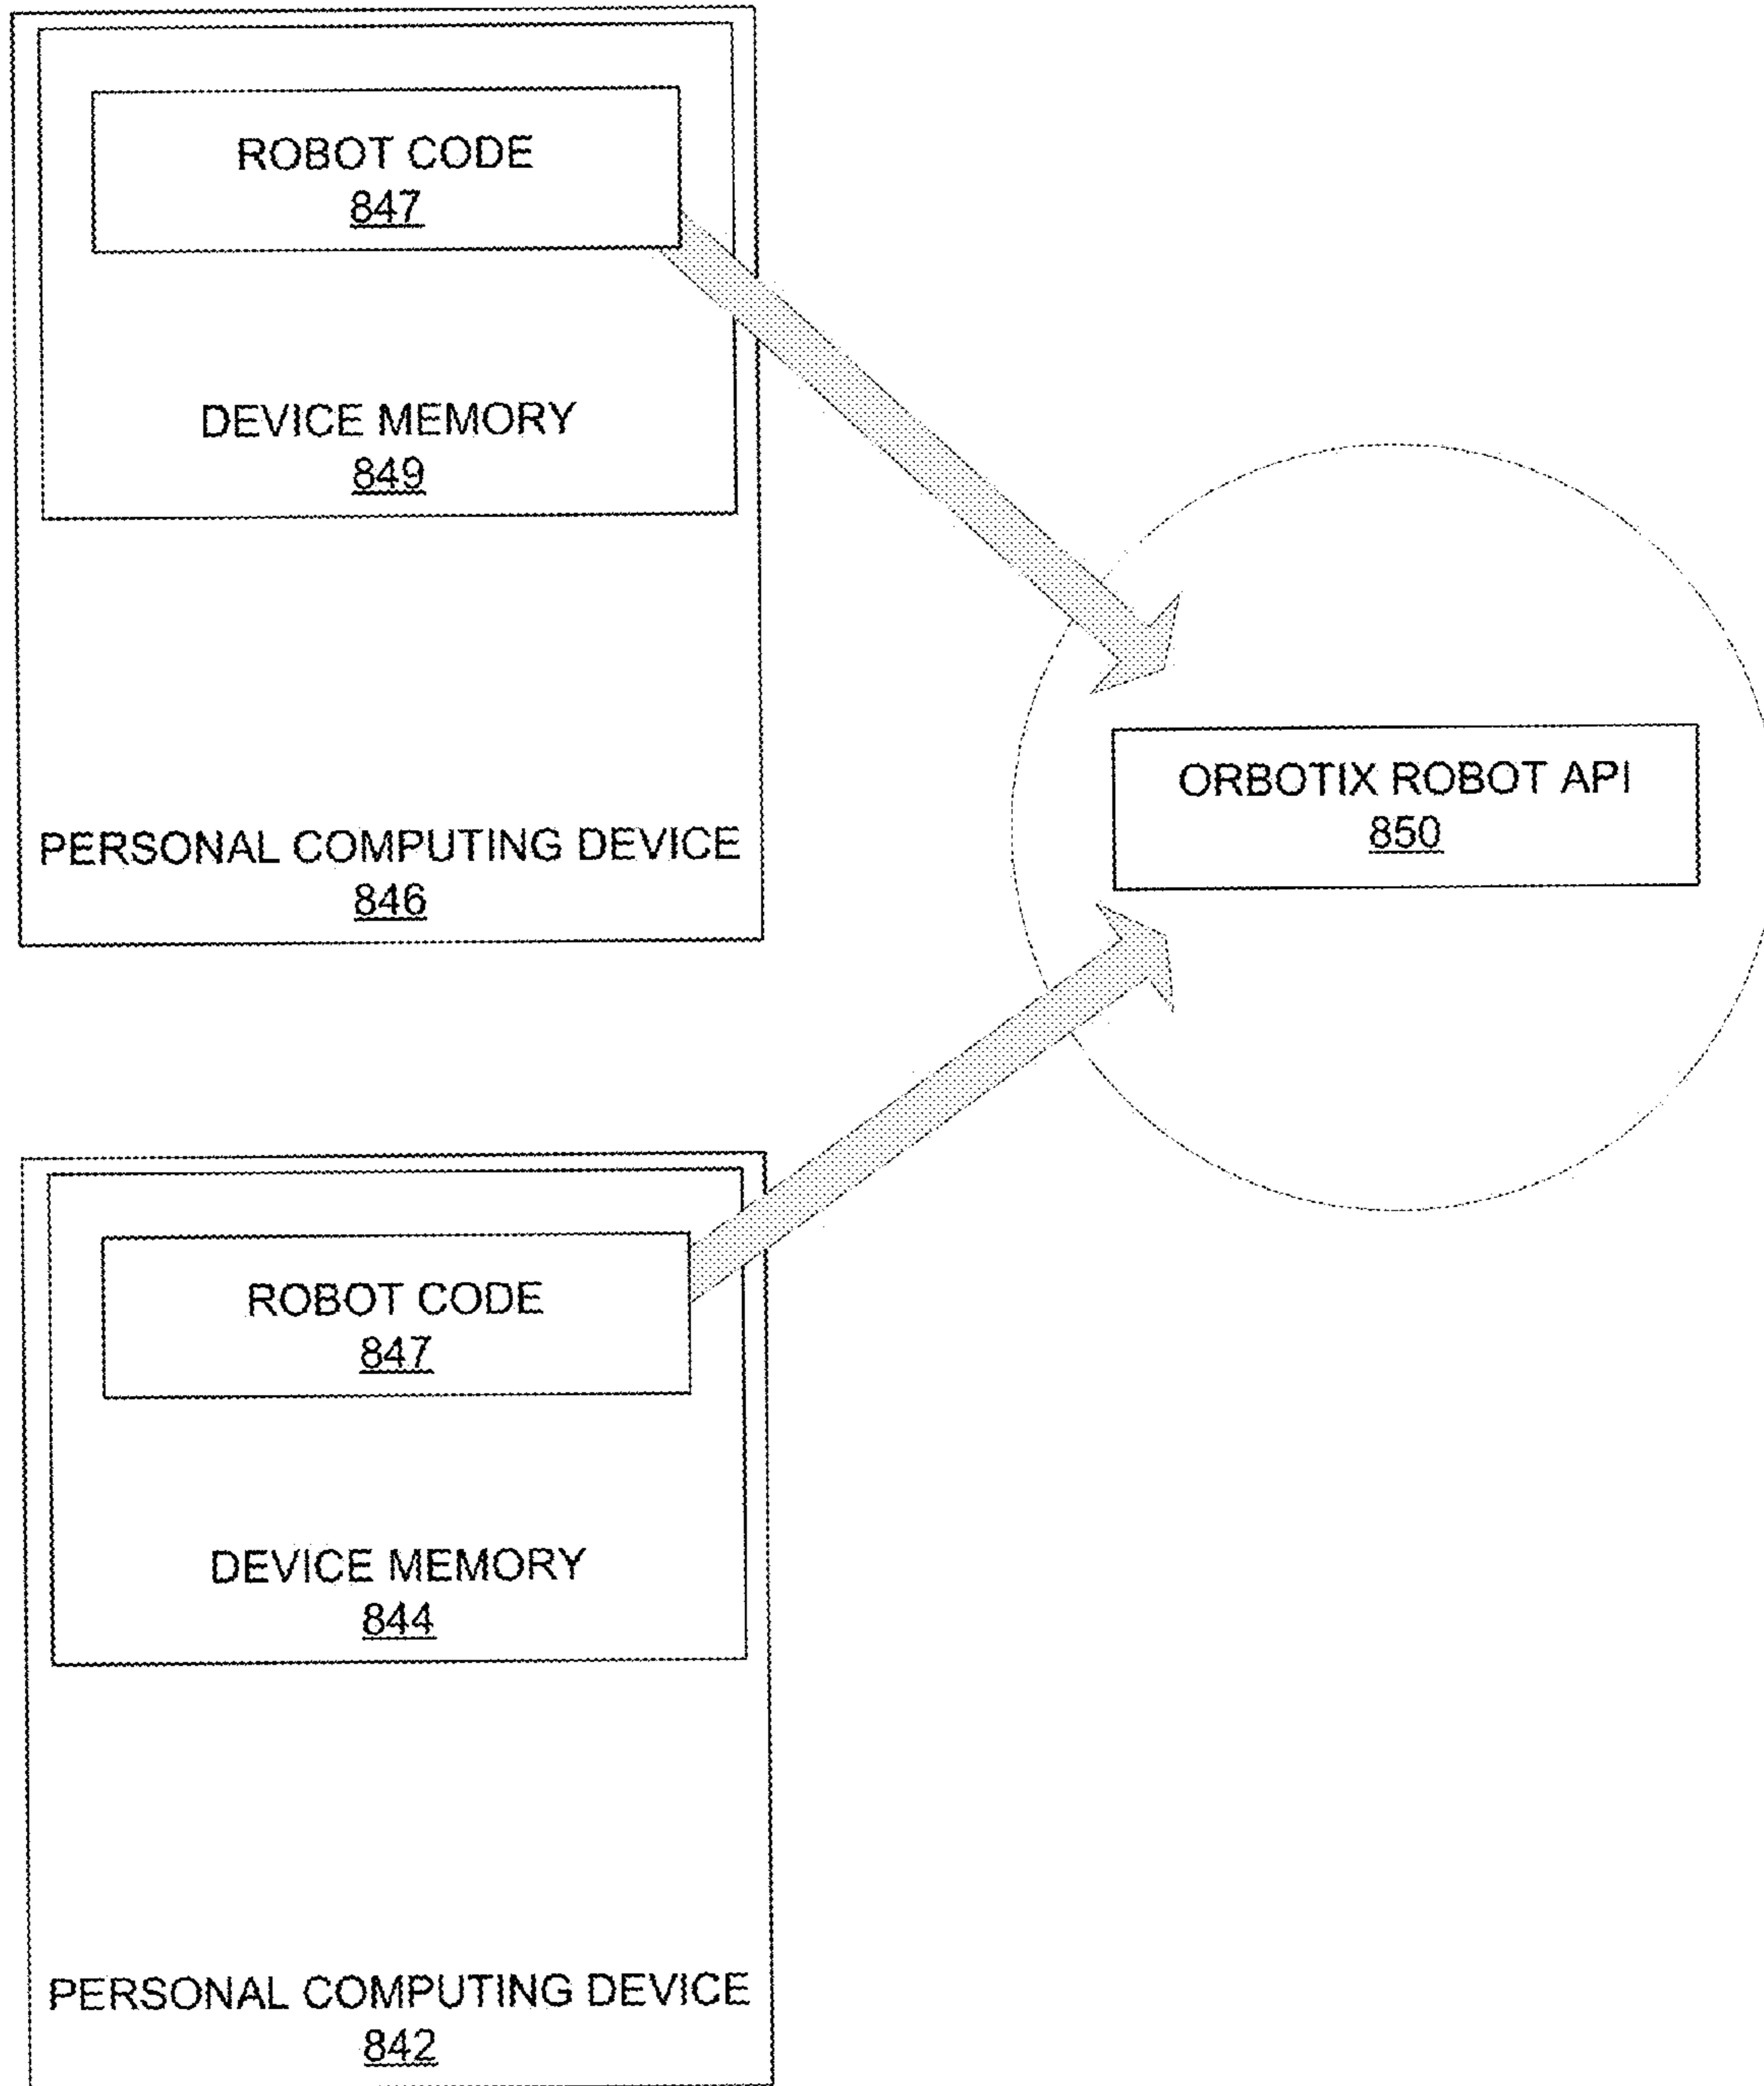 ROBOT CODE
847
DEVICE MEMORY
849
PERSONAL COMPUTING DEVICE
846
ORBOTIX ROBOT API
850
ROBOT CODE
847
DEVICE MEMORY
844
PERSONAL COMPUTING DEVICE
842